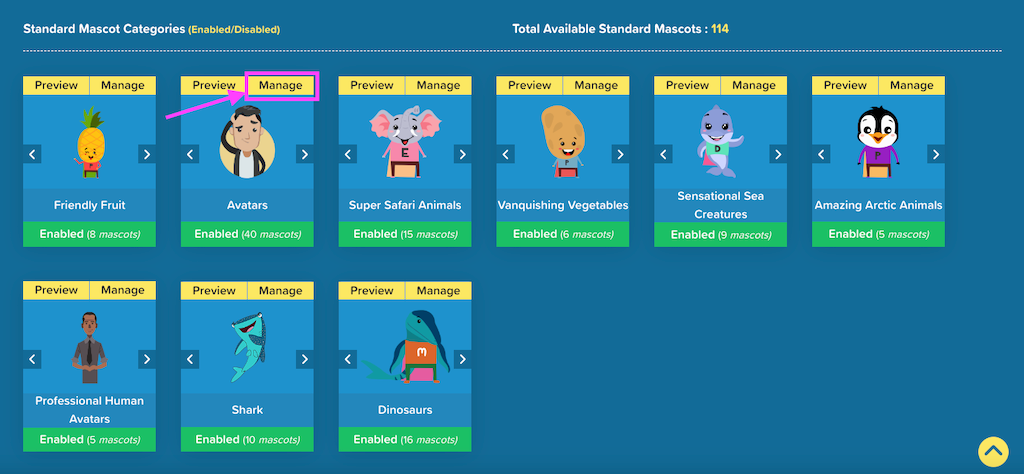 Standard Mascot Categories (Enabled/Disabled)
Total Available Standard Mascots : 114
Preview Manage
Preview Manage
Preview Manage
Preview Manage
Preview Manage
Preview Manage
P
E
P
D
P
Friendly Fruit
Avatars
Super Safari Animals
Vanquishing Vegetables
Sensational Sea
Creatures
Amazing Arctic Animals
Enabled (8 mascots)
Enabled (40 mascots)
Enabled (15 mascots)
Enabled (6 mascots)
Enabled (9 mascots)
Enabled (5 mascots)
Preview Manage
Preview Manage
Preview Manage
m
Professional Human
Avatars
Shark
Dinosaurs
Enabled (5 mascots)
Enabled (10 mascots)
Enabled (16 mascots)